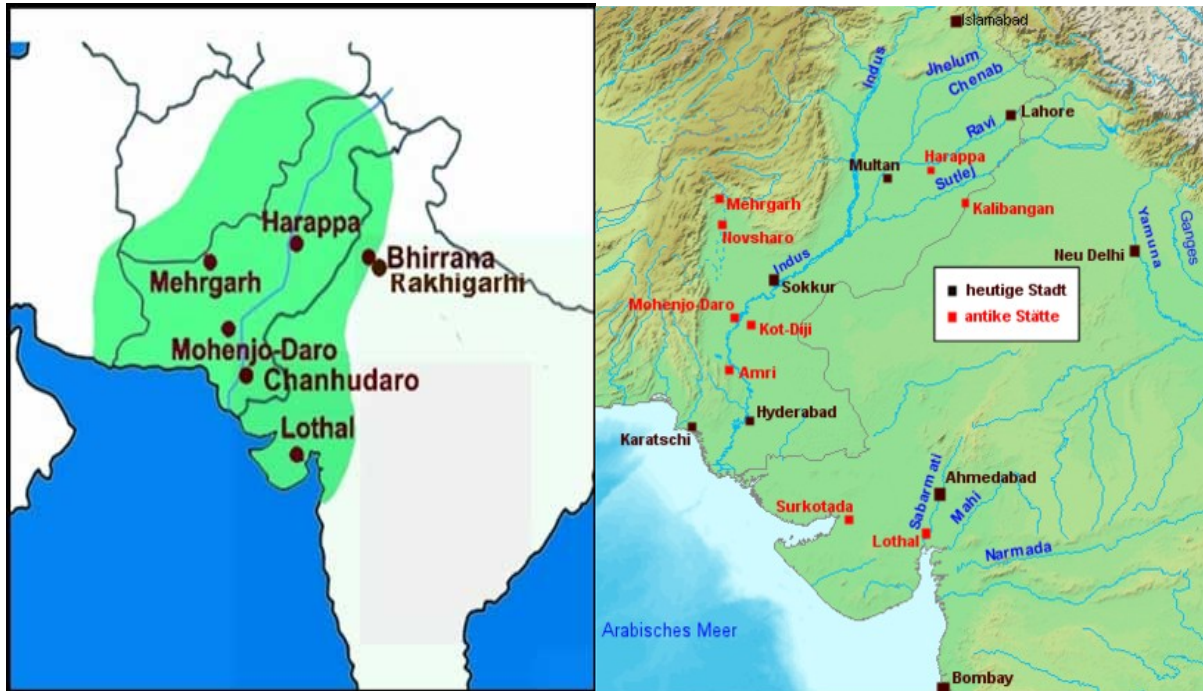 Harappa
Bhirrana
Rakhigarhi
Mehrgarh
Mohenjo-Daro
Chanhudaro
Lothal
Islamabad
Indus
Jhelum
Chenab
Lahore
Ravi
Multan
Harappa
Sutlej
Mehrgarh
Kalibangan
Novsharo
Yamuna
Ganges
Neu Delhi
Indus
Sokkur
heutige Stadt
antike Stätte
Mohenjo-Daro
Kot-Diji
Amri
Hyderabad
Karatschi
Sabarmati
Ahmedabad
Mahi
Surkotada
Lothal
Narmada
Arabisches Meer
Bombay